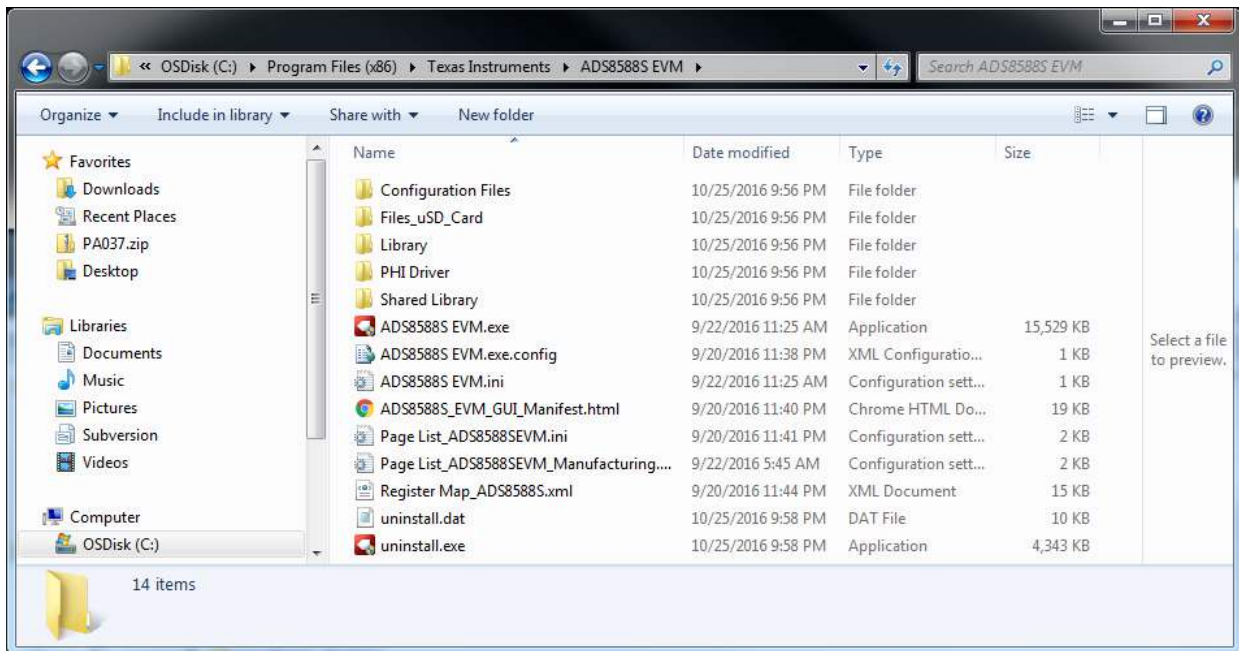 « OSDisk (C:) ▸ Program Files (x86) ▸ Texas Instruments ▸ ADS8588S EVM ▸ Search ADS8588S EVM
Organize ▾ Include in library ▾ Share with ▾ New folder
Favorites
Downloads
Recent Places
PA037.zip
Desktop
Libraries
Documents
Music
Pictures
Subversion
Videos
Computer
OSDisk (C:)
Name Date modified Type Size
Configuration Files 10/25/2016 9:56 PM File folder
Files_uSD_Card 10/25/2016 9:56 PM File folder
Library 10/25/2016 9:56 PM File folder
PHI Driver 10/25/2016 9:56 PM File folder
Shared Library 10/25/2016 9:56 PM File folder
ADS8588S EVM.exe 9/22/2016 11:25 AM Application 15,529 KB
ADS8588S EVM.exe.config 9/20/2016 11:38 PM XML Configuratio... 1 KB
ADS8588S EVM.ini 9/22/2016 11:25 AM Configuration sett... 1 KB
ADS8588S_EVM_GUI_Manifest.html 9/20/2016 11:40 PM Chrome HTML Do... 19 KB
Page List_ADS8588SEVM.ini 9/20/2016 11:41 PM Configuration sett... 2 KB
Page List_ADS8588SEVM_Manufacturing.... 9/22/2016 5:45 AM Configuration sett... 2 KB
Register Map_ADS8588S.xml 9/20/2016 11:44 PM XML Document 15 KB
uninstall.dat 10/25/2016 9:58 PM DAT File 10 KB
uninstall.exe 10/25/2016 9:58 PM Application 4,343 KB
Select a file
to preview.
14 items